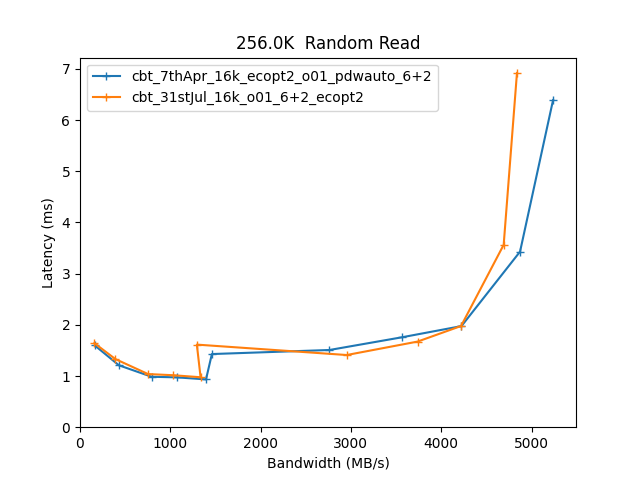 256.0K  Random Read
cbt_7thApr_16k_ecopt2_o01_pdwauto_6+2
cbt_31stJul_16k_o01_6+2_ecopt2
7
6
5
4
3
2
1
0
Latency (ms)
0 1000 2000 3000 4000 5000
Bandwidth (MB/s)